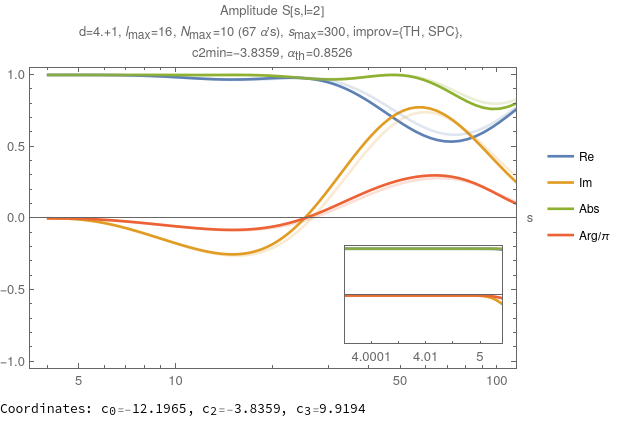 Amplitude S[s,l=2]
d=4.+1, lmax=16, Nmax=10 (67 α's), smax=300, improv={TH, SPC},
c2min=-3.8359, αth=0.8526
1.0
0.5
0.0
-0.5
-1.0
5
10
50
100
s
4.0001
4.01
5
Re
Im
Abs
Arg/π
Coordinates: c0=-12.1965, c2=-3.8359, c3=9.9194